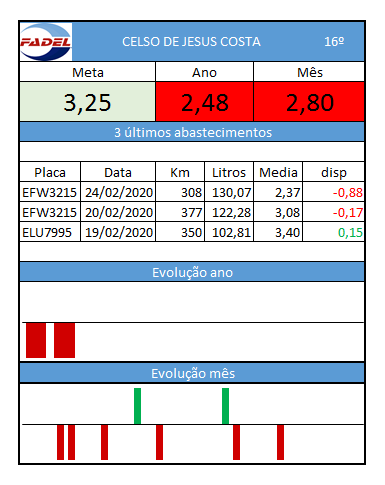 FADEL CELSO DE JESUS COSTA 16º
Meta Ano Mês
3,25 2,48 2,80
3 últimos abastecimentos
Placa Data Km Litros Media disp
EFW3215 24/02/2020 308 130,07 2,37 -0,88
EFW3215 20/02/2020 377 122,28 3,08 -0,17
ELU7995 19/02/2020 350 102,81 3,40 0,15
Evolução ano
Evolução mês